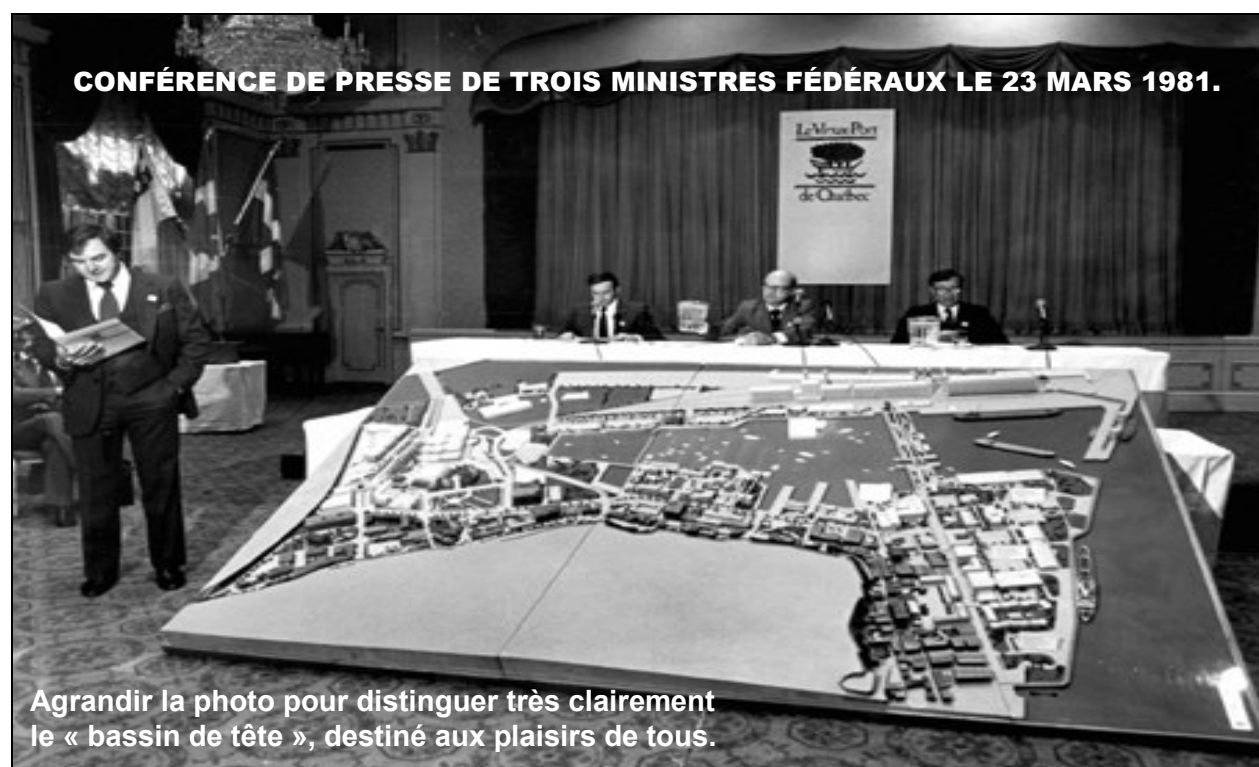 CONFÉRENCE DE PRESSE DE TROIS MINISTRES FÉDÉRAUX LE 23 MARS 1981.
Le Vieux Port
de Québec
Agrandir la photo pour distinguer très clairement
le « bassin de tête », destiné aux plaisirs de tous.